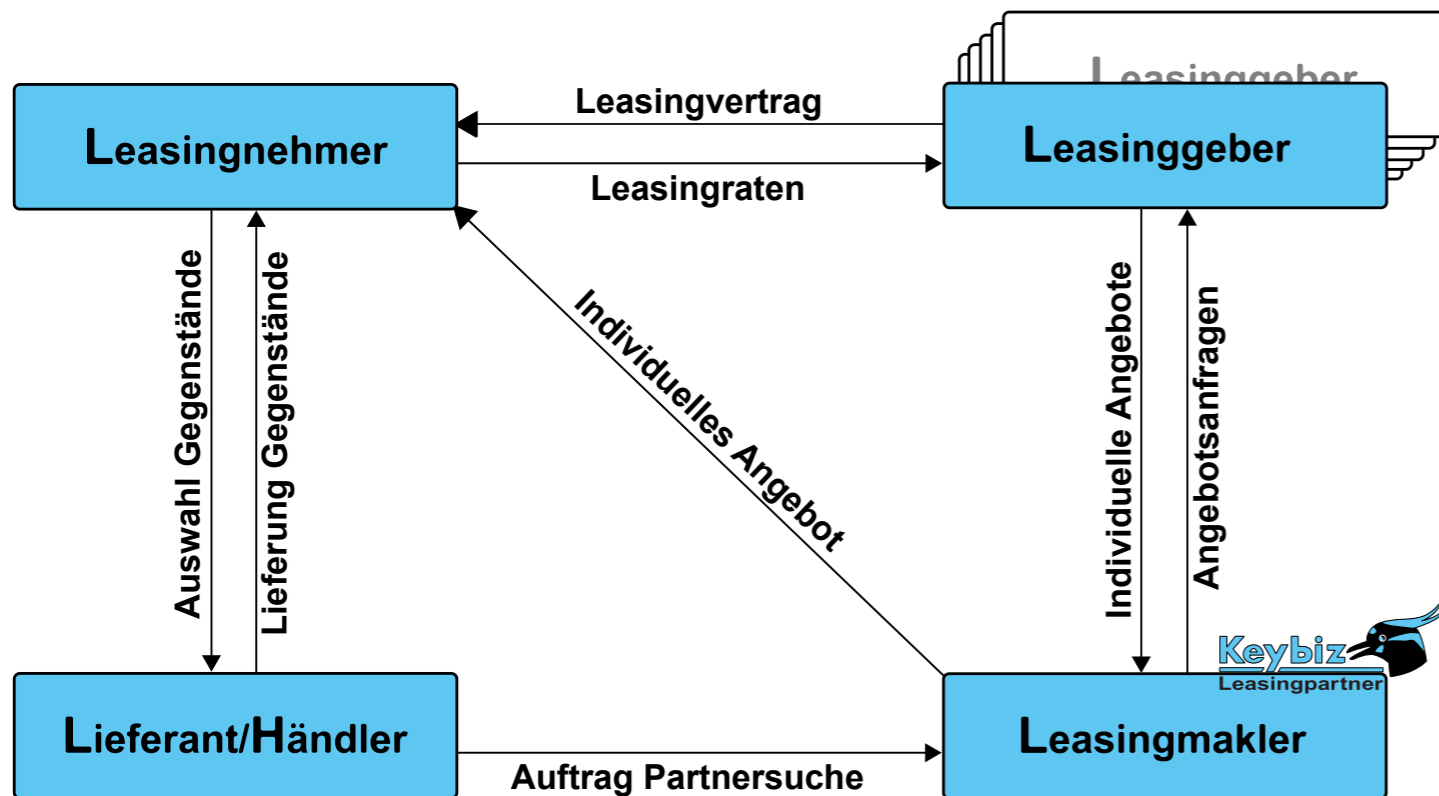 Leasinggeber
Leasingvertrag
Leasingnehmer
Leasinggeber
Leasingraten
Auswahl Gegenstände
Lieferung Gegenstände
Individuelles Angebot
Individuelle Angebote
Angebotsanfragen
Keybiz
Leasingpartner
Lieferant/Händler
Leasingmakler
Auftrag Partnersuche